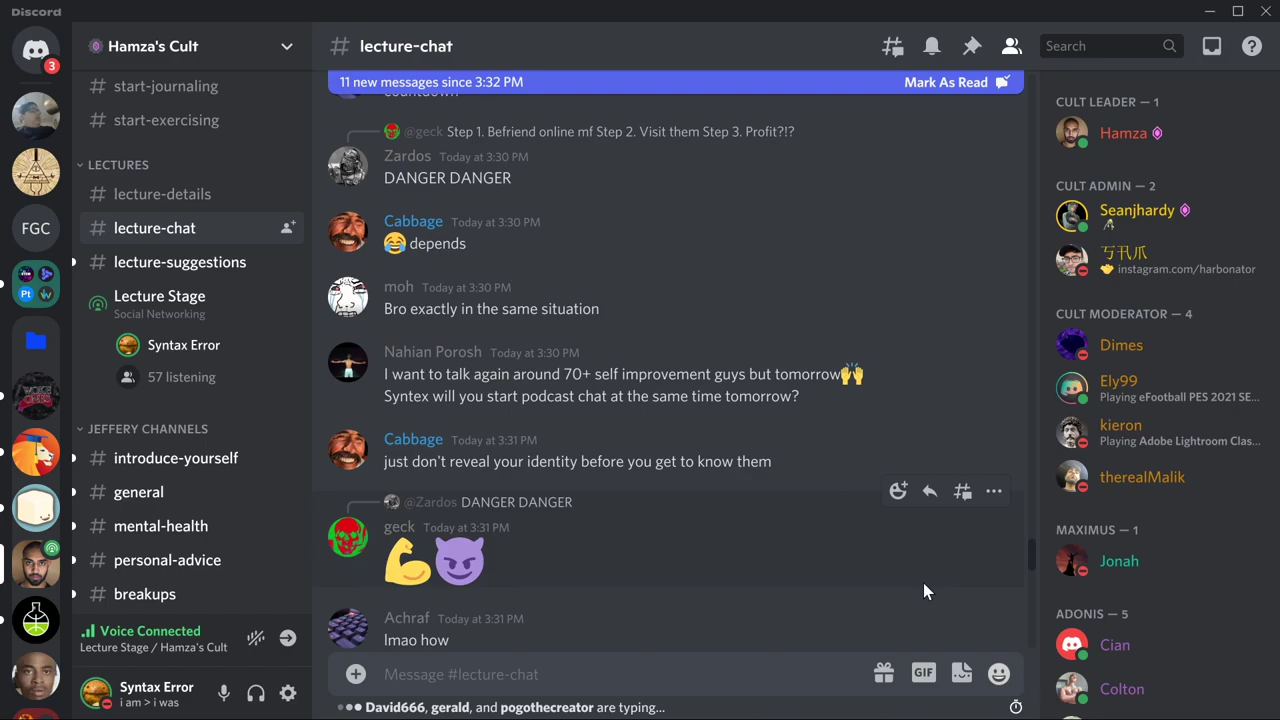 Discord
3
FGC
Pt
Hamza's Cult
start-journaling
start-exercising
LECTURES
lecture-details
lecture-chat
lecture-suggestions
Lecture Stage
Social Networking
Syntax Error
57 listening
JEFFERY CHANNELS
introduce-yourself
general
mental-health
personal-advice
breakups
Voice Connected
Lecture Stage / Hamza's Cult
Syntax Error
i am > i was
# lecture-chat
Search
11 new messages since 3:32 PM
Mark As Read
@geck Step 1. Befriend online mf Step 2. Visit them Step 3. Profit?!?
Zardos Today at 3:30 PM
DANGER DANGER
Cabbage Today at 3:30 PM
😂 depends
moh Today at 3:30 PM
Bro exactly in the same situation
Nahian Porosh Today at 3:30 PM
I want to talk again around 70+ self improvement guys but tomorrow🙌
Syntex will you start podcast chat at the same time tomorrow?
Cabbage Today at 3:31 PM
just don't reveal your identity before you get to know them
@Zardos DANGER DANGER
geck Today at 3:31 PM
💪😈
Achraf Today at 3:31 PM
lmao how
Message #lecture-chat
GIF
David666, gerald, and pogothecreator are typing...
CULT LEADER — 1
Hamza
CULT ADMIN — 2
Seanjhardy
instagram.com/harbonator
CULT MODERATOR — 4
Dimes
Ely99
Playing eFootball PES 2021 SE...
kieron
Playing Adobe Lightroom Clas...
therealMalik
MAXIMUS — 1
Jonah
ADONIS — 5
Cian
Colton